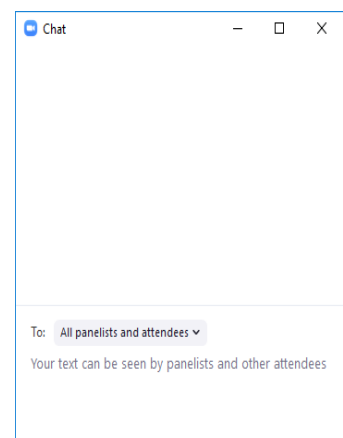 Chat
To: All panelists and attendees
Your text can be seen by panelists and other attendees